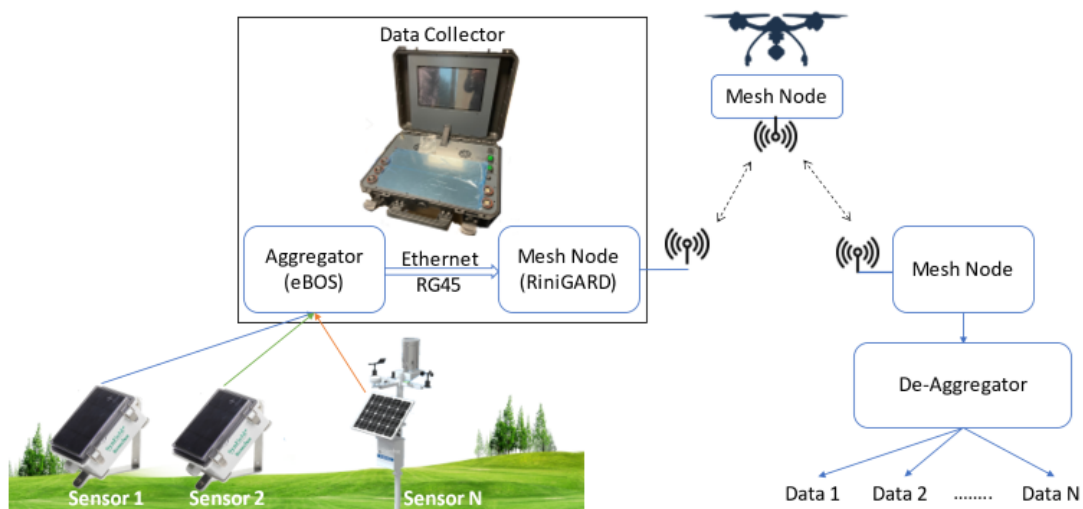 Data Collector
Mesh Node
Aggregator
(eBOS)
Ethernet
RG45
Mesh Node
(RiniGARD)
Mesh Node
De-Aggregator
Sensor 1
Sensor 2
Sensor N
Data 1
Data 2
........
Data N